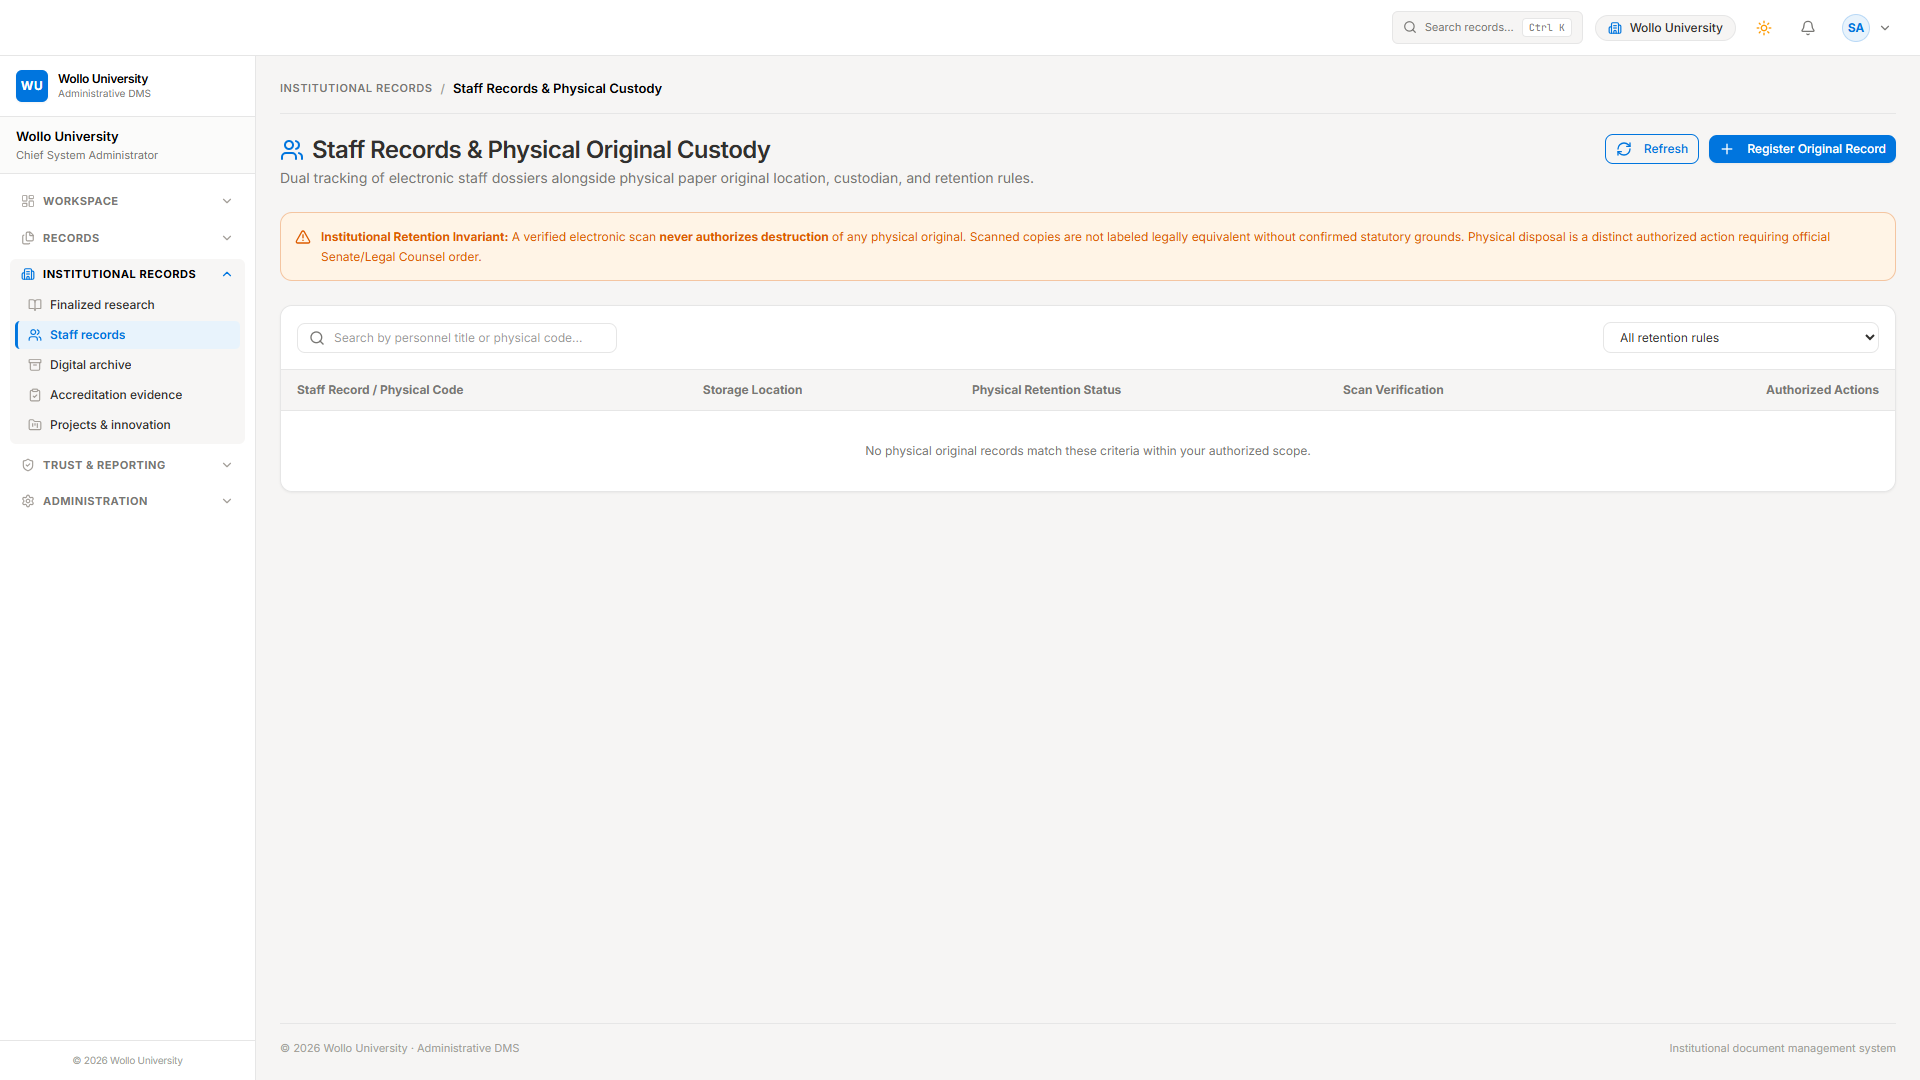 Search records... Ctrl K
Wollo University
SA
WU
Wollo University
Administrative DMS
Wollo University
Chief System Administrator
WORKSPACE
RECORDS
INSTITUTIONAL RECORDS
Finalized research
Staff records
Digital archive
Accreditation evidence
Projects & innovation
TRUST & REPORTING
ADMINISTRATION
© 2026 Wollo University
INSTITUTIONAL RECORDS / Staff Records & Physical Custody
Staff Records & Physical Original Custody
Dual tracking of electronic staff dossiers alongside physical paper original location, custodian, and retention rules.
Refresh
Register Original Record
Institutional Retention Invariant: A verified electronic scan never authorizes destruction of any physical original. Scanned copies are not labeled legally equivalent without confirmed statutory grounds. Physical disposal is a distinct authorized action requiring official
Senate/Legal Counsel order.
Search by personnel title or physical code...
All retention rules
Staff Record / Physical Code Storage Location Physical Retention Status Scan Verification Authorized Actions
No physical original records match these criteria within your authorized scope.
© 2026 Wollo University · Administrative DMS
Institutional document management system